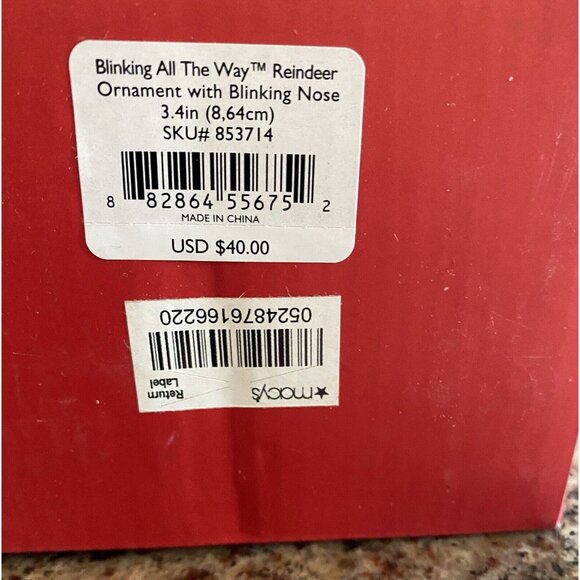 Blinking All The Way™ Reindeer
Ornament with Blinking Nose
3.4in (8,64cm)
SKU# 853714
8 82864 55675 2
MADE IN CHINA
USD $40.00
★macy's
Return
Label
0524876166220